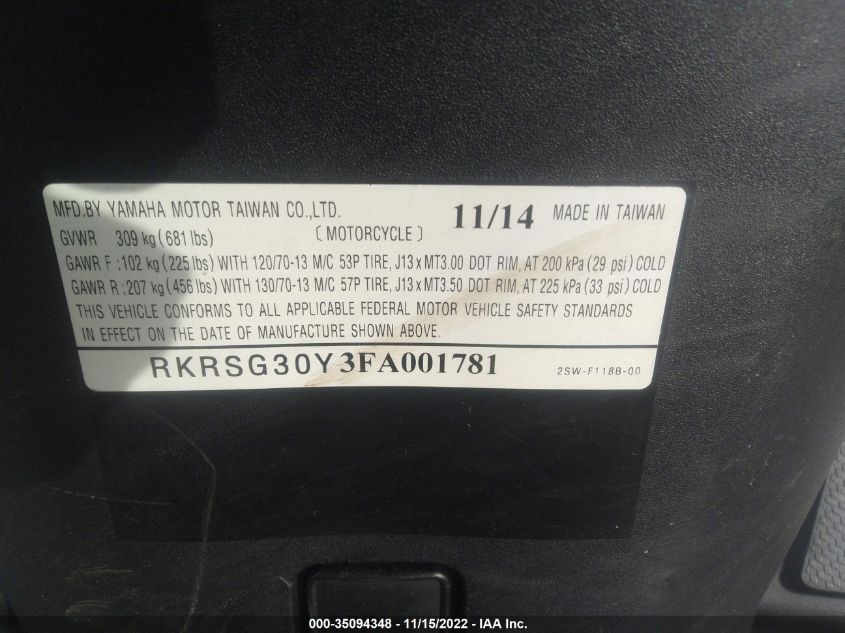 MFD.BY YAMAHA MOTOR TAIWAN CO.,LTD. 11/14 MADE IN TAIWAN
GVWR 309 kg (681 lbs) (MOTORCYCLE)
GAWR F :102 kg (225 lbs) WITH 120/70-13 M/C 53P TIRE, J13 x MT3.00 DOT RIM, AT 200 kPa (29 psi) COLD
GAWR R :207 kg (456 lbs) WITH 130/70-13 M/C 57P TIRE, J13 x MT3.50 DOT RIM, AT 225 kPa (33 psi) COLD
THIS VEHICLE CONFORMS TO ALL APPLICABLE FEDERAL MOTOR VEHICLE SAFETY STANDARDS
IN EFFECT ON THE DATE OF MANUFACTURE SHOWN ABOVE.
RKRSG30Y3FA001781 2SW-F118B-00
000-35094348 - 11/15/2022 - IAA Inc.